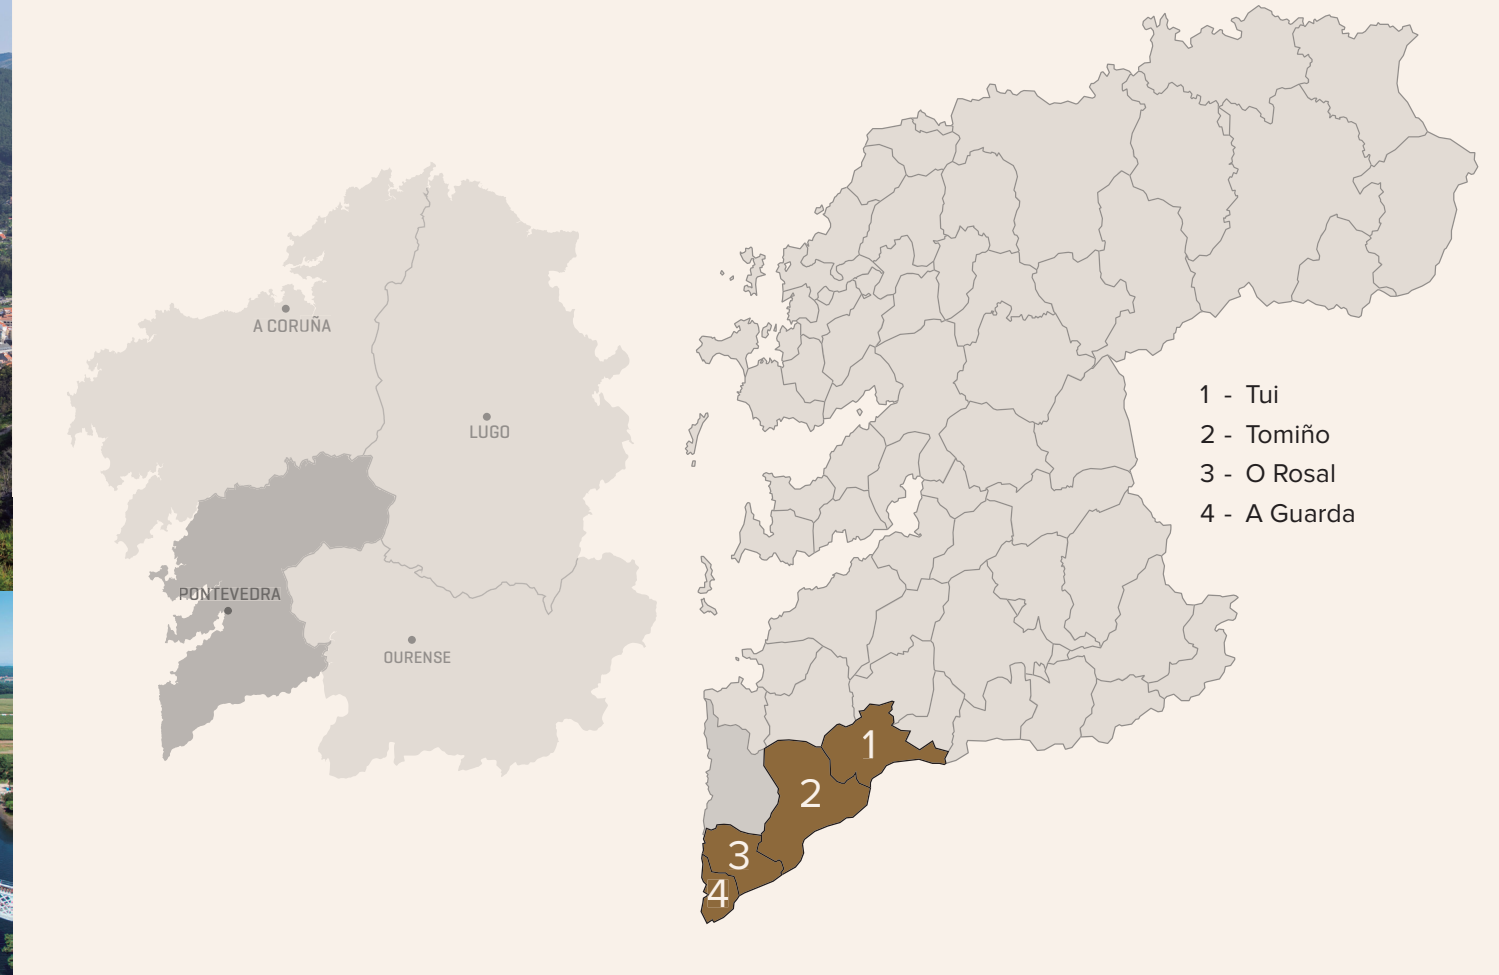 A CORUÑA
LUGO
PONTEVEDRA
OURENSE
1 - Tui
2 - Tomiño
3 - O Rosal
4 - A Guarda
1
2
3
4